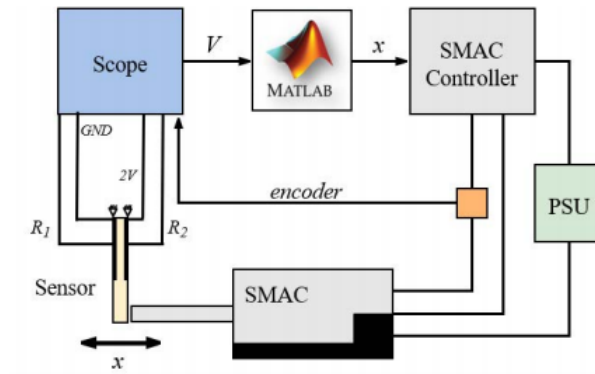 Scope
V
MATLAB
x
SMAC
Controller
GND
2V
encoder
PSU
R1
R2
Sensor
SMAC
x